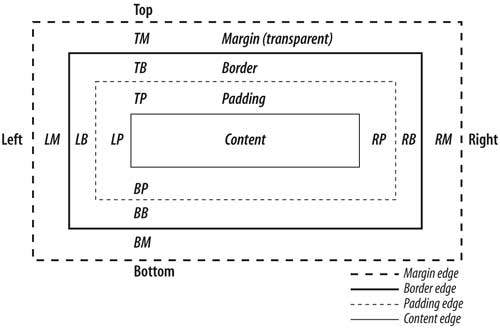 Top
TM Margin (transparent)
TB Border
TP Padding
Left LM LB LP Content RP RB RM Right
BP
BB
BM
Bottom
Margin edge
Border edge
Padding edge
Content edge